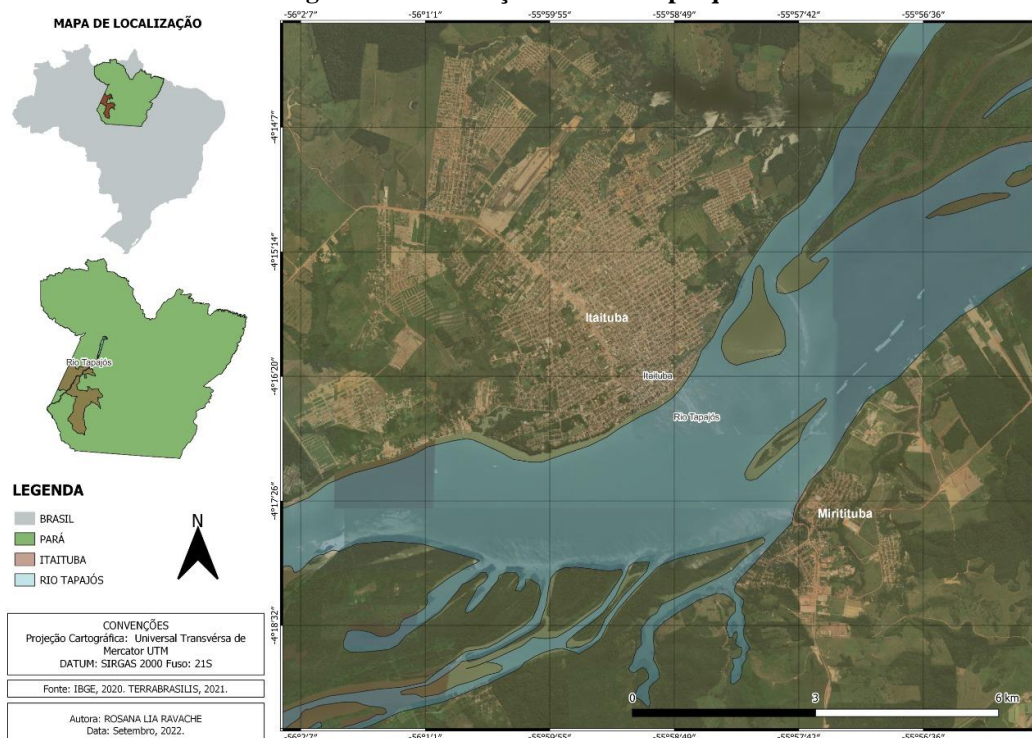 MAPA DE LOCALIZAÇÃO
Rio Tapajós
LEGENDA
BRASIL
PARÁ
ITAITUBA
RIO TAPAJÓS
N
CONVENÇÕES
Projeção Cartográfica: Universal Transvérsa de
Mercator UTM
DATUM: SIRGAS 2000 Fuso: 21S
Fonte: IBGE, 2020. TERRABRASILIS, 2021.
Autora: ROSANA LIA RAVACHE
Data: Setembro, 2022.
-56°2'7" -56°1'1" -55°59'55" -55°58'49" -55°57'42" -55°56'36"
-4°14'7"
-4°15'14"
-4°16'20"
-4°17'26"
-4°18'32"
Itaituba
Itaituba
Rio Tapajós
Miritituba
0 3 6 km
-56°2'7" -56°1'1" -55°59'55" -55°58'49" -55°57'42" -55°56'36"